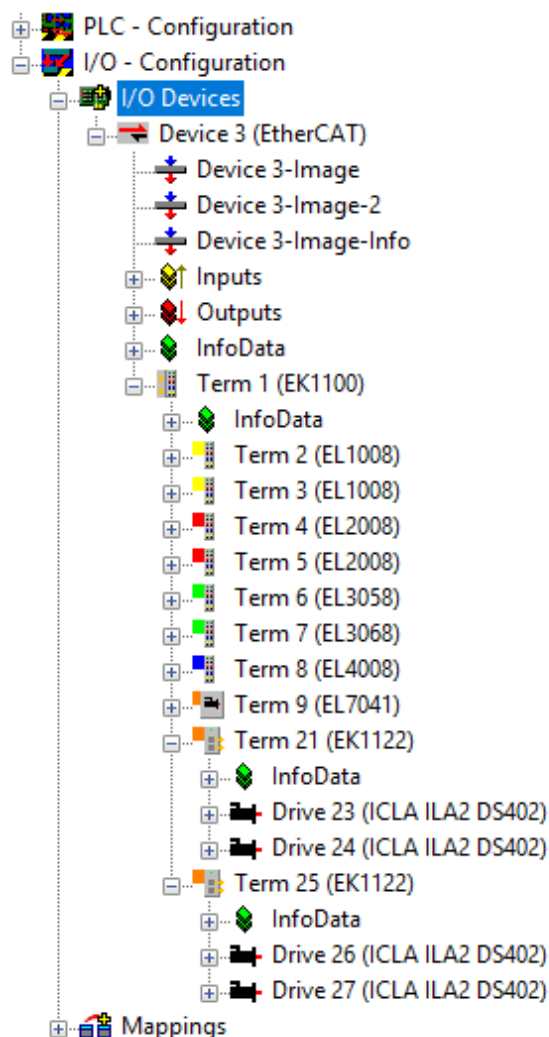 PLC - Configuration
I/O - Configuration
I/O Devices
Device 3 (EtherCAT)
Device 3-Image
Device 3-Image-2
Device 3-Image-Info
Inputs
Outputs
InfoData
Term 1 (EK1100)
InfoData
Term 2 (EL1008)
Term 3 (EL1008)
Term 4 (EL2008)
Term 5 (EL2008)
Term 6 (EL3058)
Term 7 (EL3068)
Term 8 (EL4008)
Term 9 (EL7041)
Term 21 (EK1122)
InfoData
Drive 23 (ICLA ILA2 DS402)
Drive 24 (ICLA ILA2 DS402)
Term 25 (EK1122)
InfoData
Drive 26 (ICLA ILA2 DS402)
Drive 27 (ICLA ILA2 DS402)
Mappings